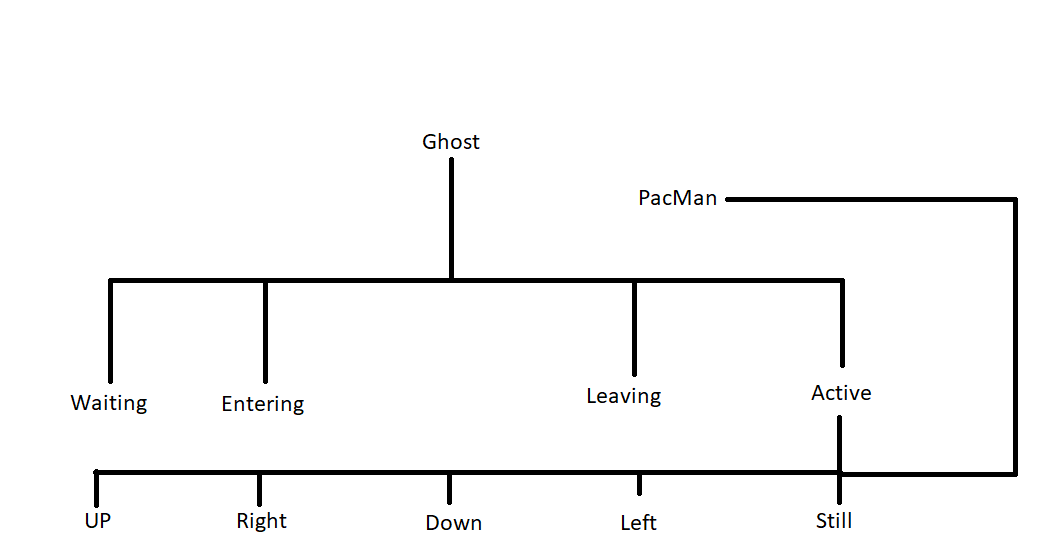 Ghost
PacMan
Waiting
Entering
Leaving
Active
UP
Right
Down
Left
Still